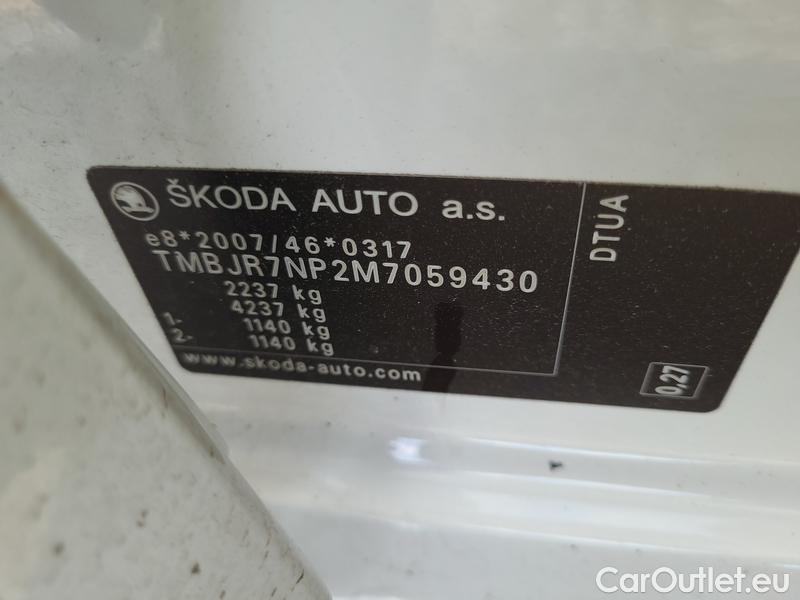 ŠKODA AUTO a.s.
e8*2007/46*0317
TMBJR7NP2M7059430
2237 kg
4237 kg
1- 1140 kg
2- 1140 kg
www.skoda-auto.com
DTUA
0,27
CarOutlet.eu